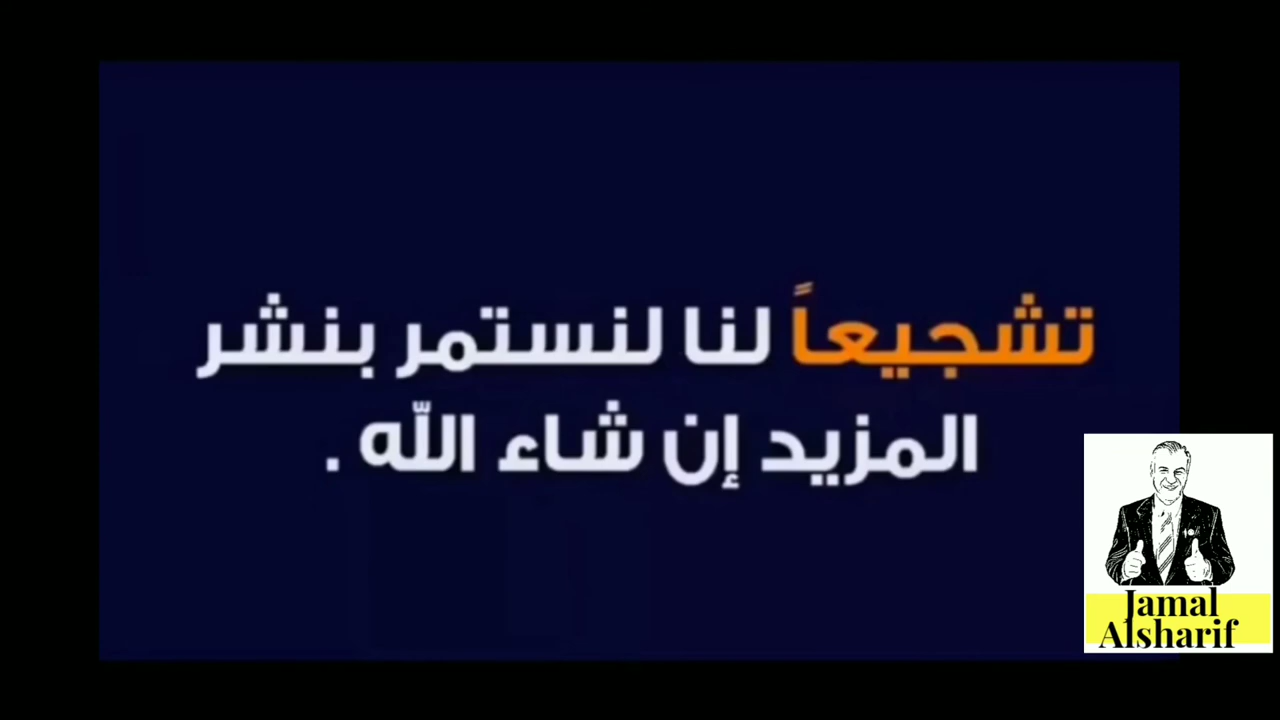 تشجيعاً لنا لنستمر بنشر
المزيد إن شاء الله .
Jamal
Alsharif